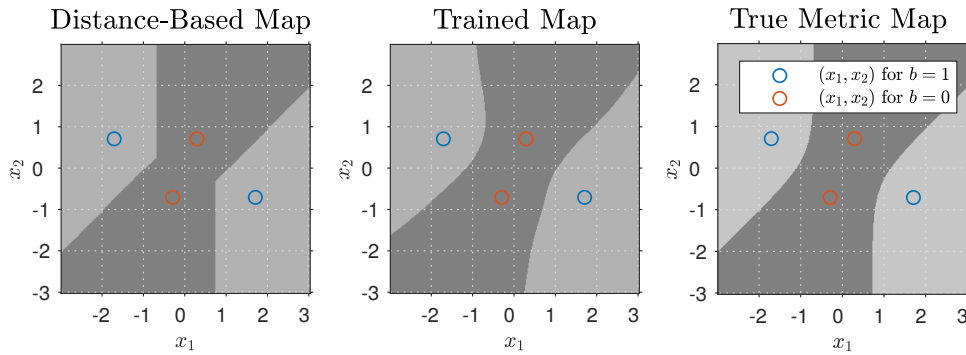 Distance-Based Map
Trained Map
True Metric Map
2
1
0
-1
-2
-3
x₂
-2 -1 0 1 2 3
x₁
2
1
0
-1
-2
-3
-2 -1 0 1 2 3
x₁
(x₁, x₂) for b = 1
(x₁, x₂) for b = 0
2
1
0
-1
-2
-3
x₂
-2 -1 0 1 2 3
x₁